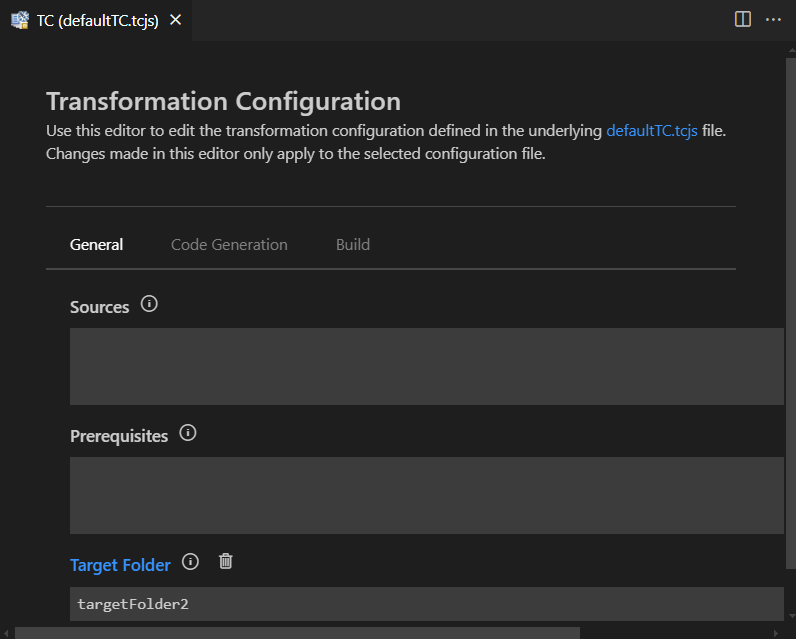 TC (defaultTC.tcjs)
Transformation Configuration
Use this editor to edit the transformation configuration defined in the underlying defaultTC.tcjs file.
Changes made in this editor only apply to the selected configuration file.
General Code Generation Build
Sources
Prerequisites
Target Folder
targetFolder2